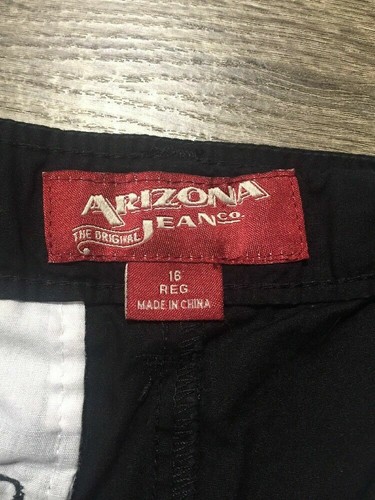 ARIZONA
THE ORIGINAL JEAN CO.
16
REG
MADE IN CHINA